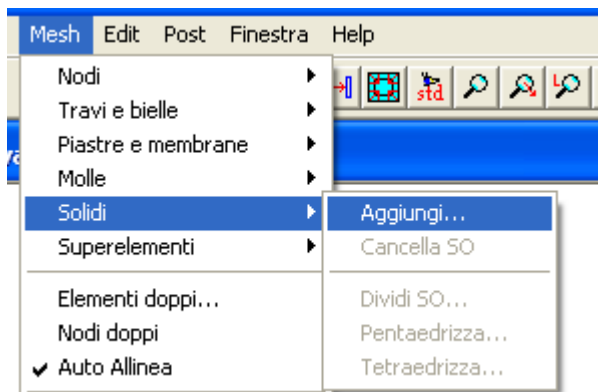 Mesh Edit Post Finestra Help
Nodi
std
Travi e bielle
Piastre e membrane
Molle
Solidi
Aggiungi...
Superelementi
Cancella SO
Elementi doppi...
Dividi SO...
Nodi doppi
Pentaedrizza...
Auto Allinea
Tetraedrizza...